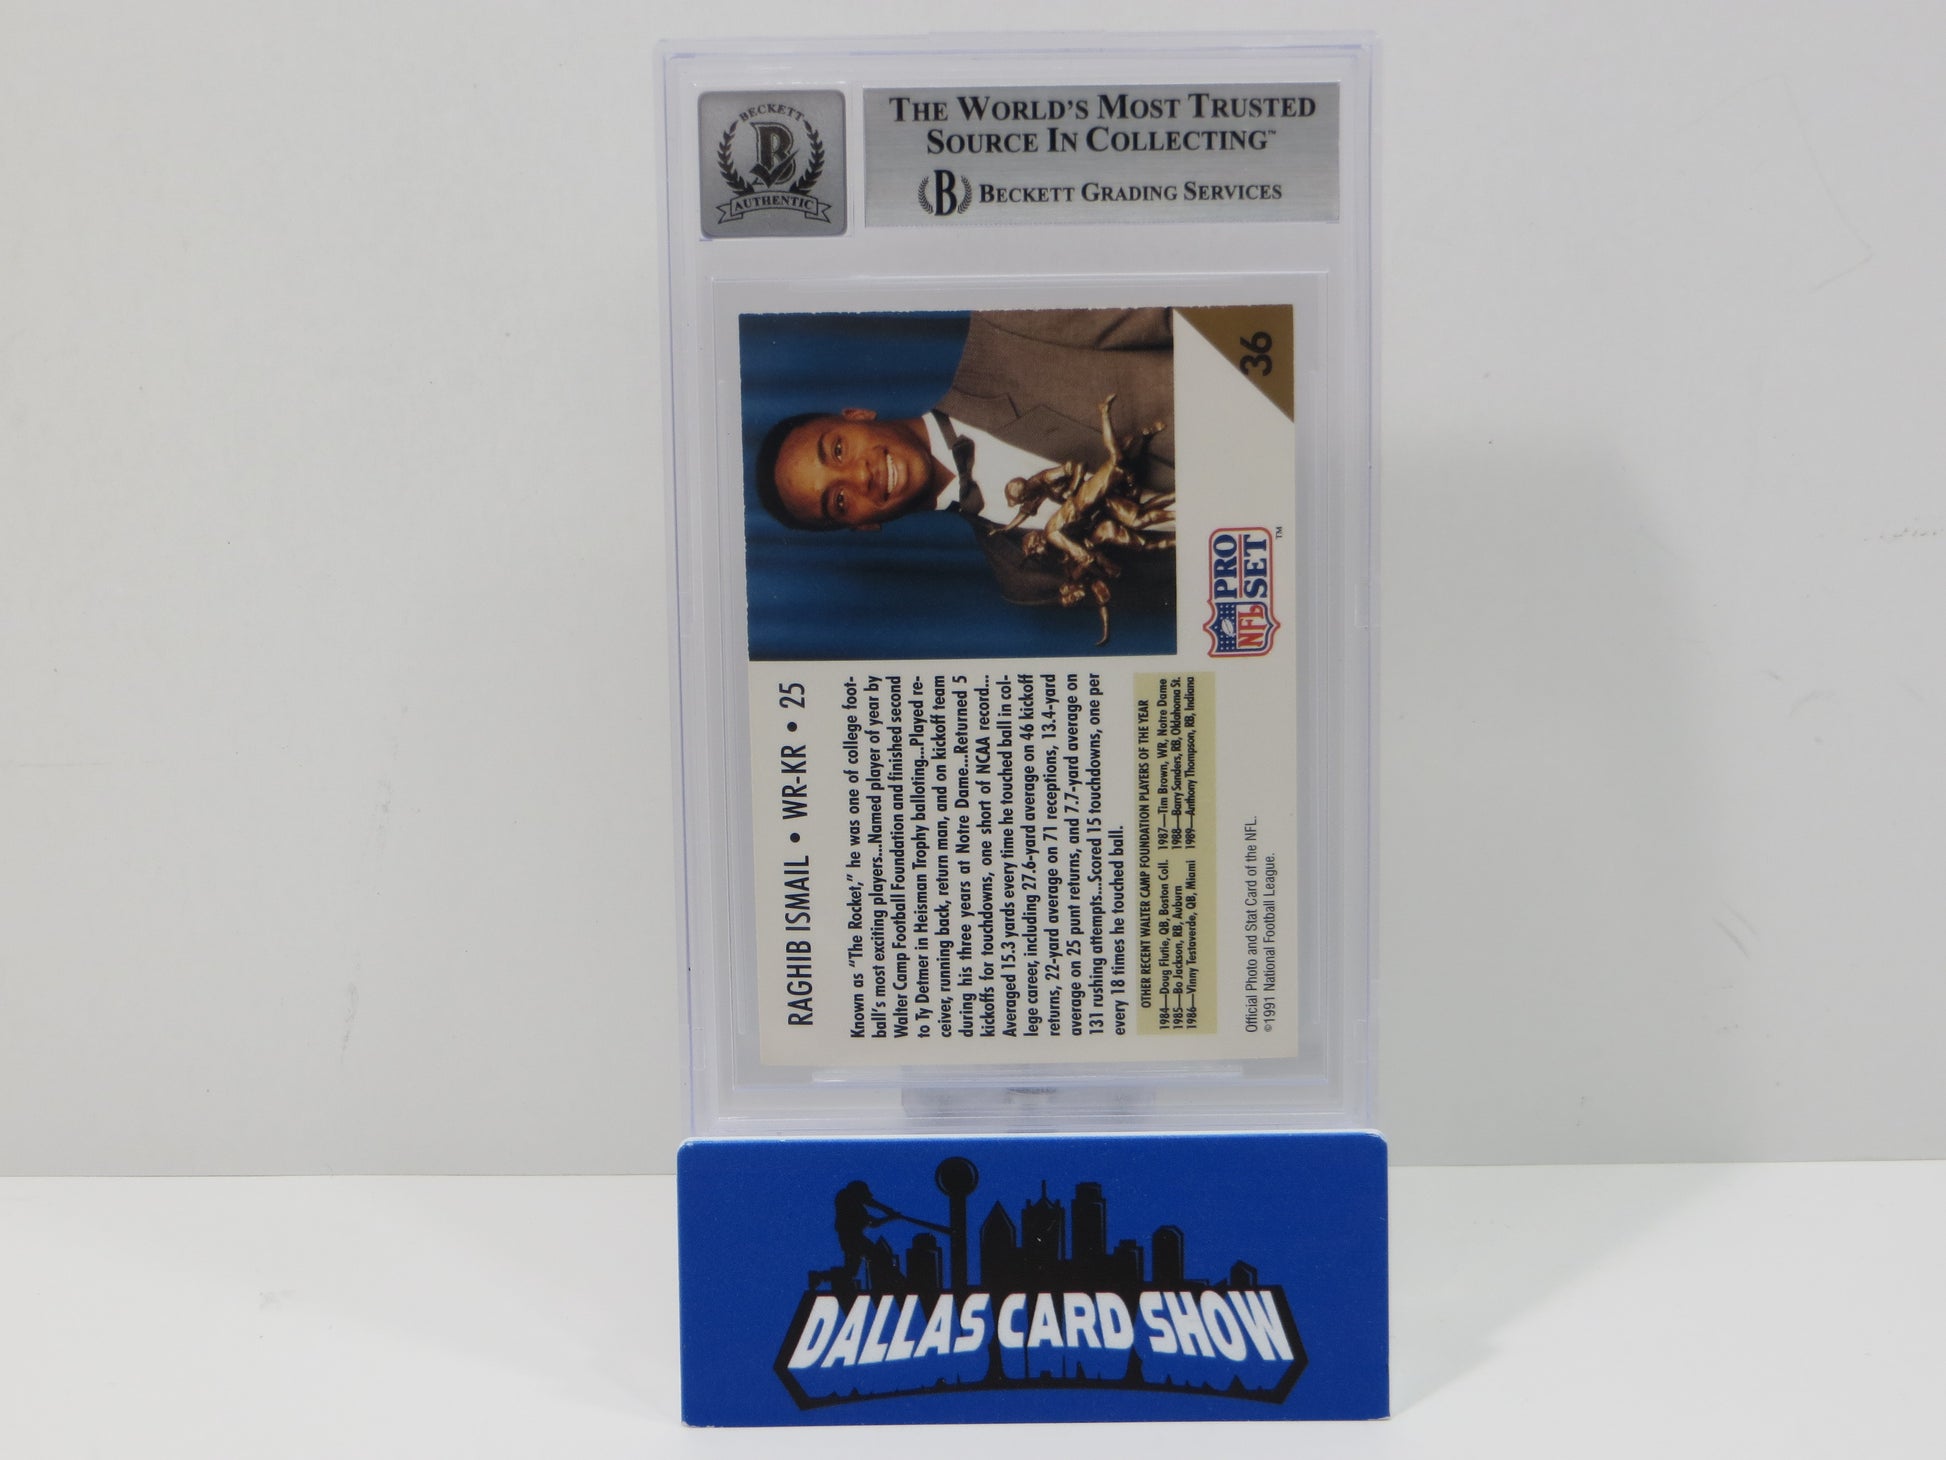 BECKETT
B
AUTHENTIC
THE WORLD'S MOST TRUSTED
SOURCE IN COLLECTING™
B BECKETT GRADING SERVICES
36
NFL PRO SET™
RAGHIB ISMAIL • WR-KR • 25
Known as "The Rocket," he was one of college foot-
ball's most exciting players...Named player of year by
Walter Camp Football Foundation and finished second
to Ty Detmer in Heisman Trophy balloting...Played re-
ceiver, running back, return man, and on kickoff team
during his three years at Notre Dame...Returned 5
kickoffs for touchdowns, one short of NCAA record...
Averaged 15.3 yards every time he touched ball in col-
lege career, including 27.6-yard average on 46 kickoff
returns, 22-yard average on 71 receptions, 13.4-yard
average on 25 punt returns, and 7.7-yard average on
131 rushing attempts...Scored 15 touchdowns, one per
every 18 times he touched ball.
OTHER RECENT WALTER CAMP FOUNDATION PLAYERS OF THE YEAR
1984—Doug Flutie, QB, Boston Coll. 1987—Tim Brown, WR, Notre Dame
1985—Bo Jackson, RB, Auburn 1988—Barry Sanders, RB, Oklahoma St.
1986—Vinny Testaverde, QB, Miami 1989—Anthony Thompson, RB, Indiana
Official Photo and Stat Card of the NFL.
©1991 National Football League.
DALLAS CARD SHOW